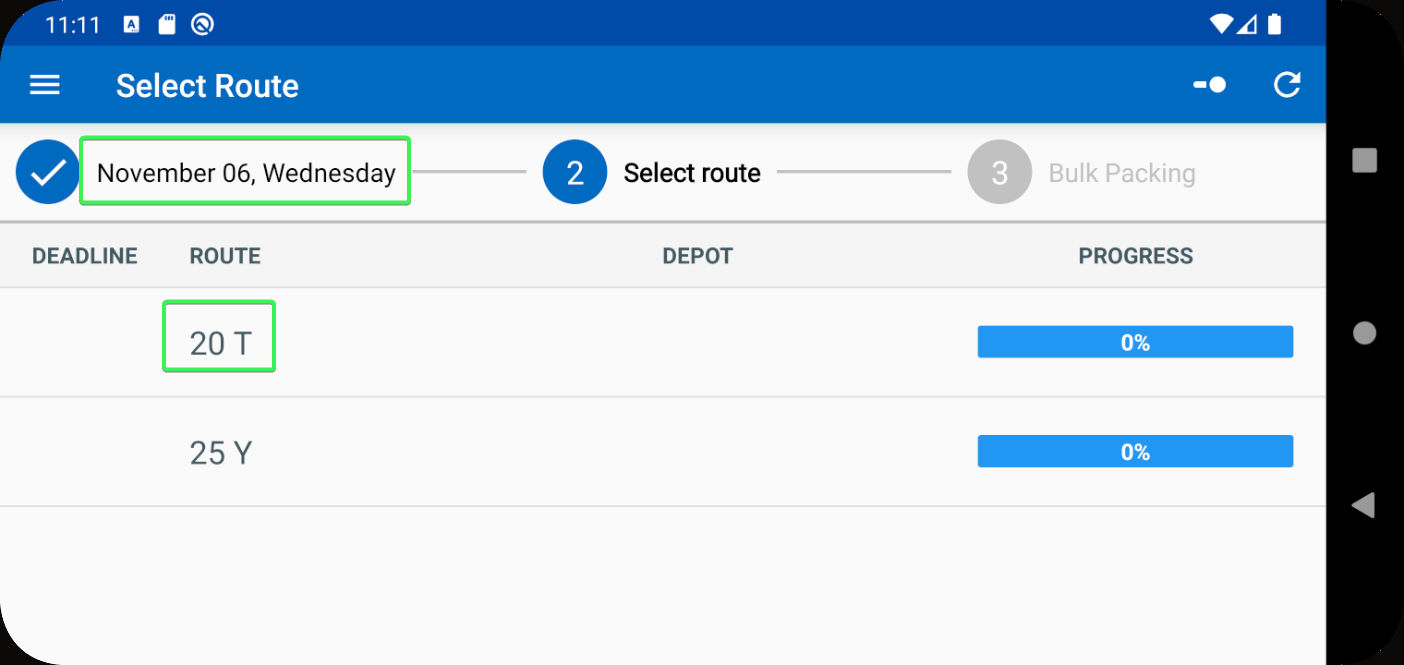 11:11
Select Route
November 06, Wednesday
2
Select route
3
Bulk Packing
DEADLINE ROUTE DEPOT PROGRESS
20 T 0%
25 Y 0%